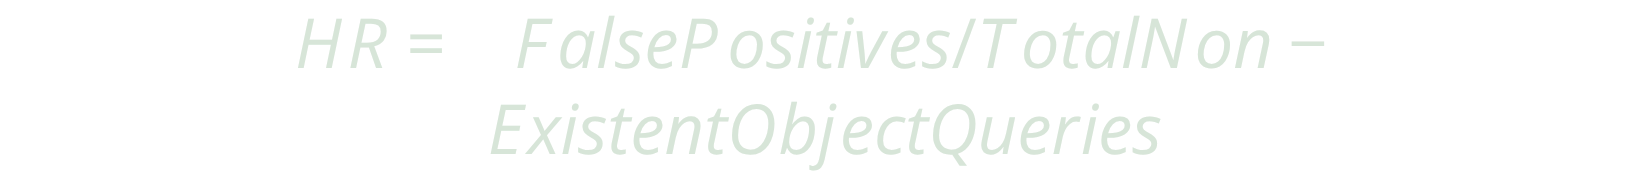 HR = FalsePositives/TotalNon −
ExistentObjectQueries